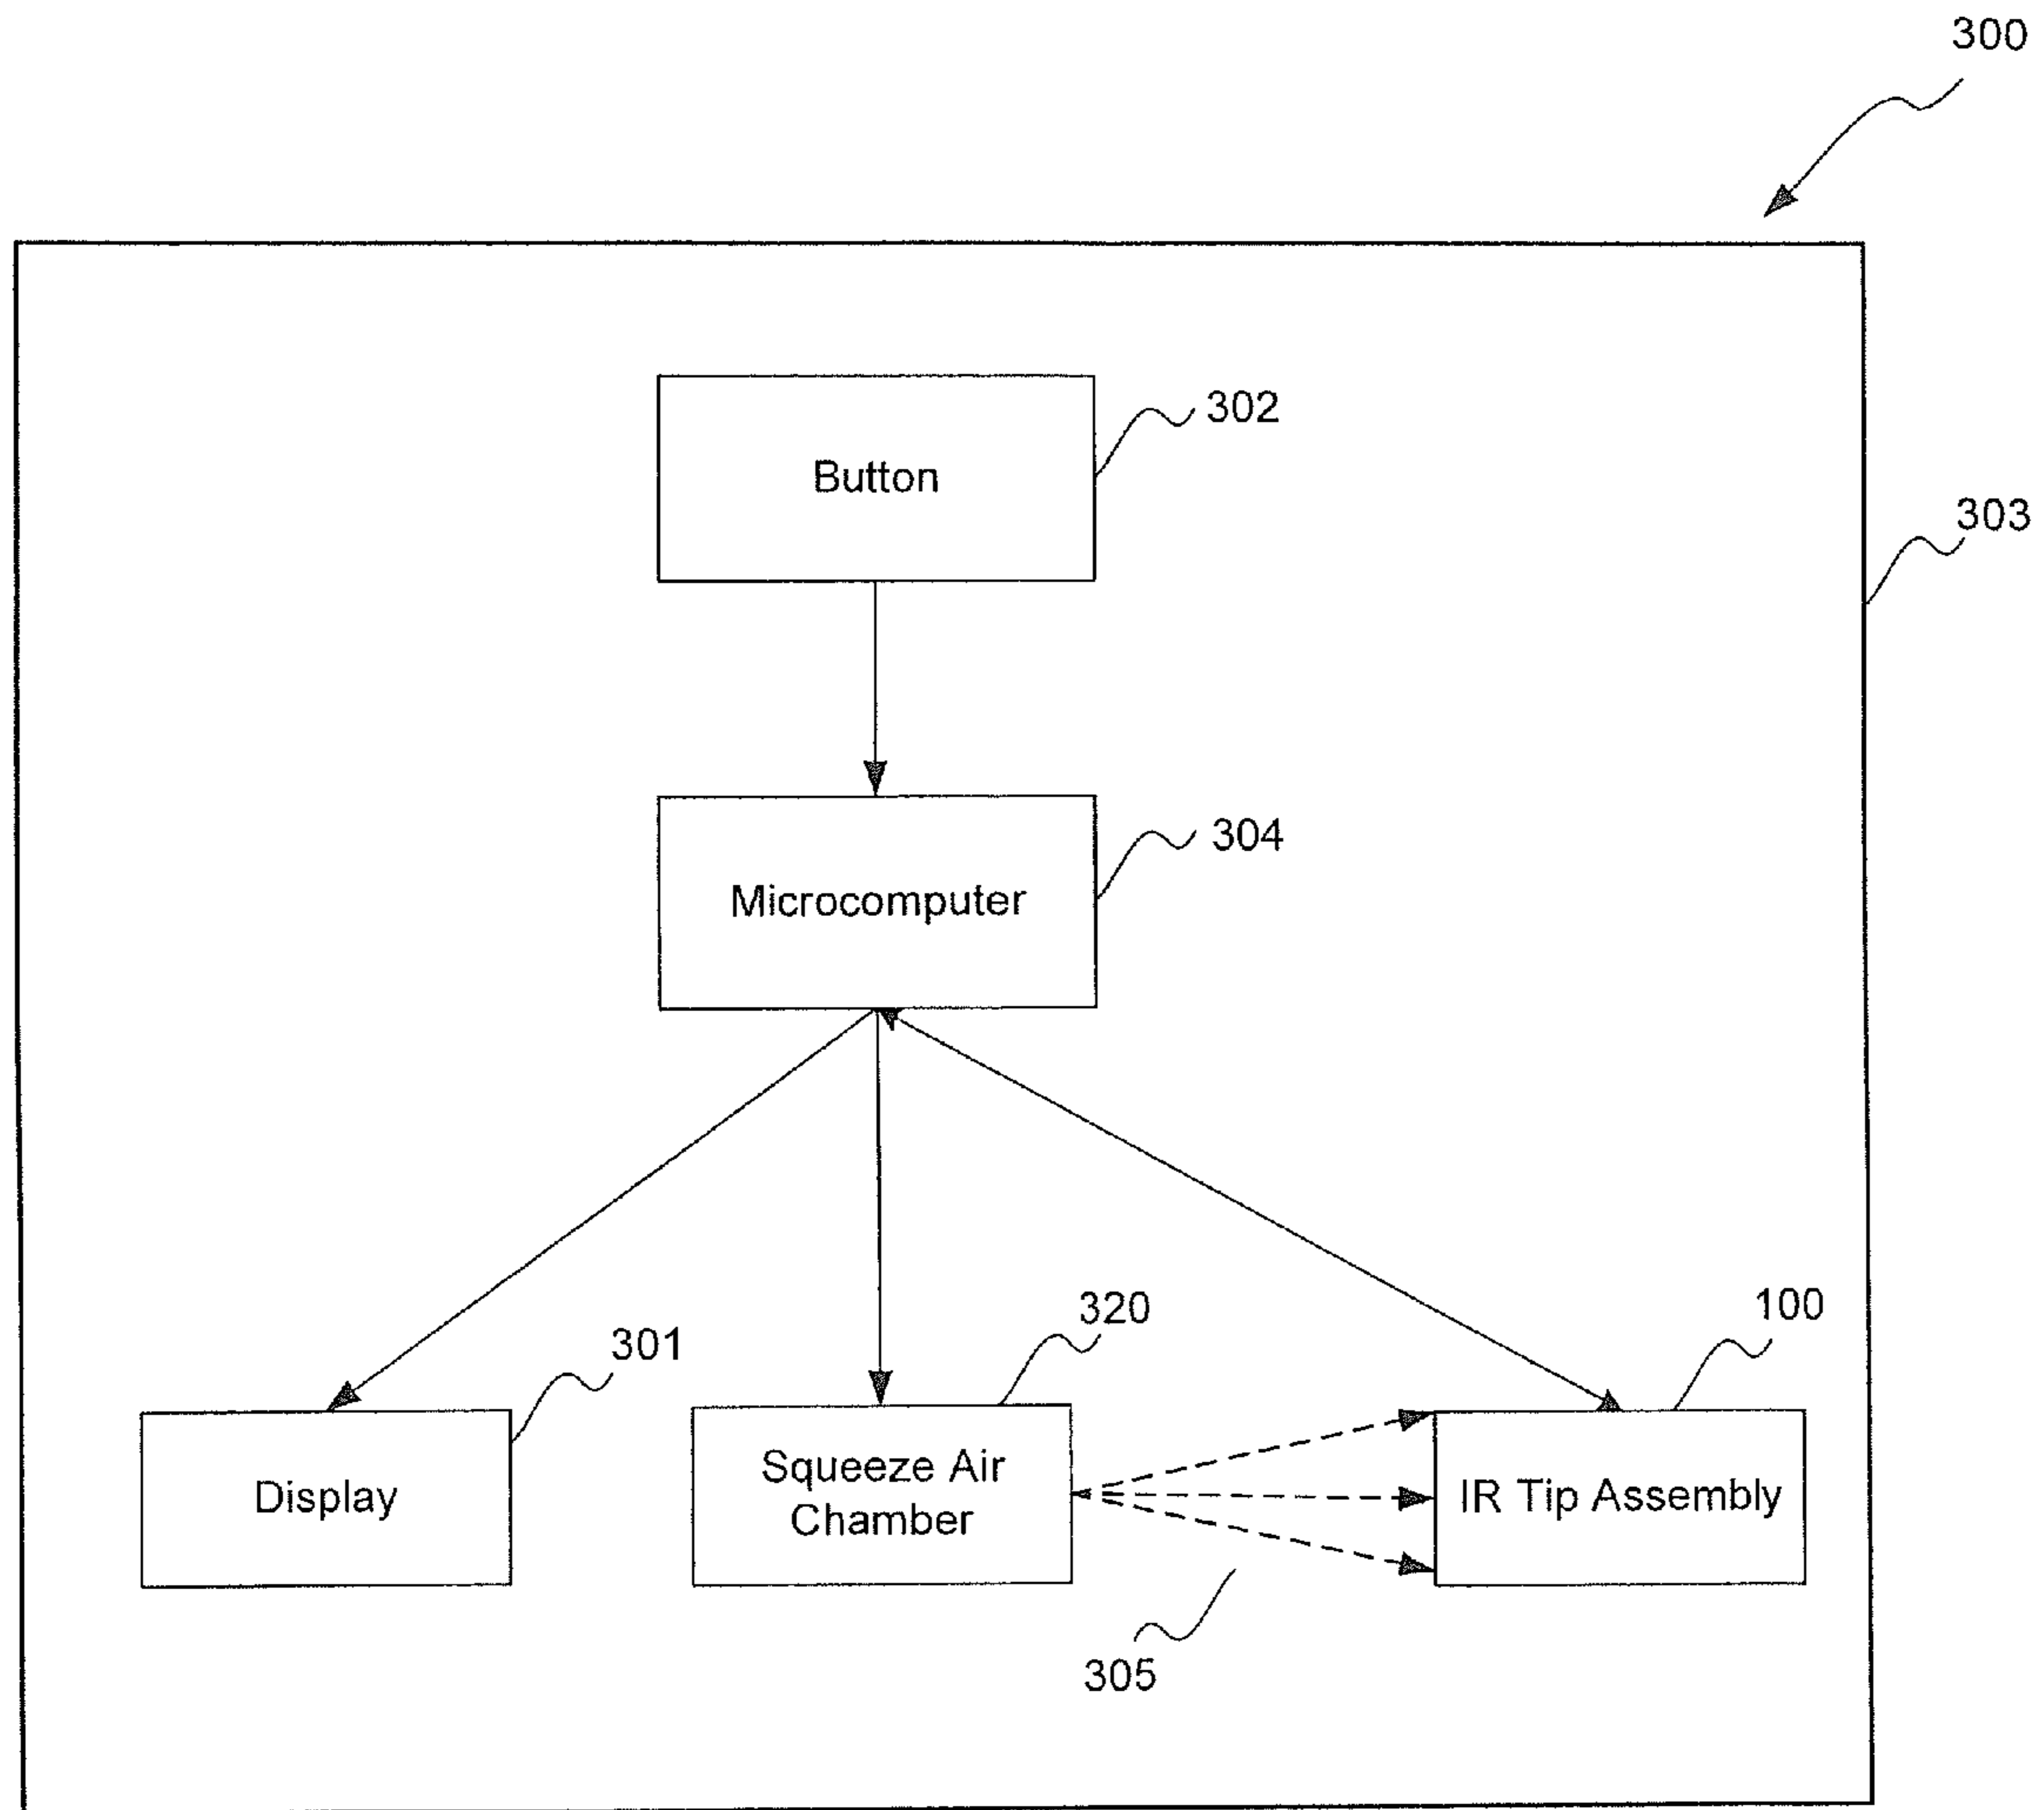 300
302
Button
303
304
Microcomputer
320
100
301
Squeeze Air
Chamber
IR Tip Assembly
Display
305